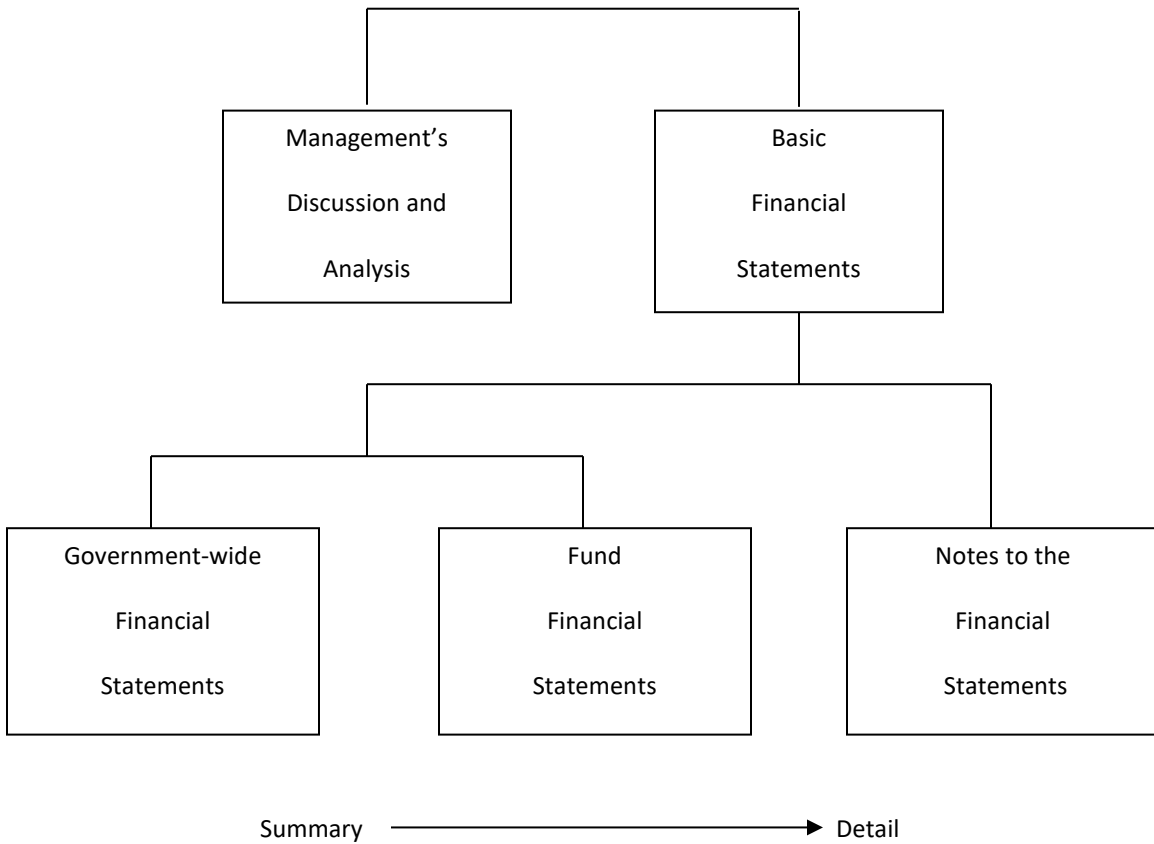 Management’s
Discussion and
Analysis
Basic
Financial
Statements
Government-wide
Financial
Statements
Fund
Financial
Statements
Notes to the
Financial
Statements
Summary
Detail